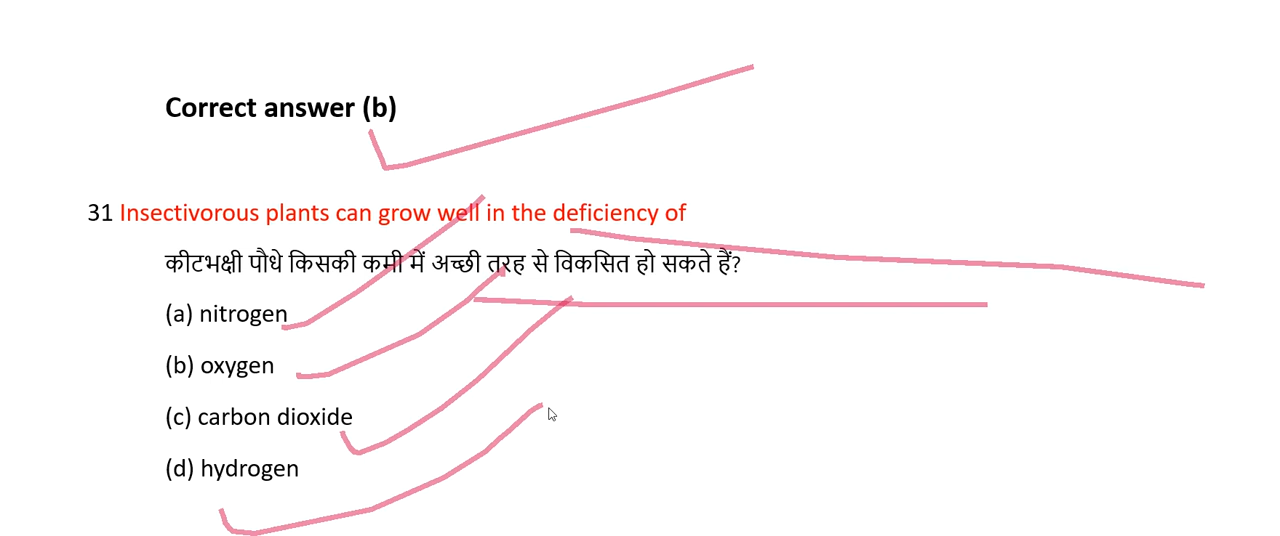 Correct answer (b)
31 Insectivorous plants can grow well in the deficiency of
कीटभक्षी पौधे किसकी कमी में अच्छी तरह से विकसित हो सकते हैं?
(a) nitrogen
(b) oxygen
(c) carbon dioxide
(d) hydrogen